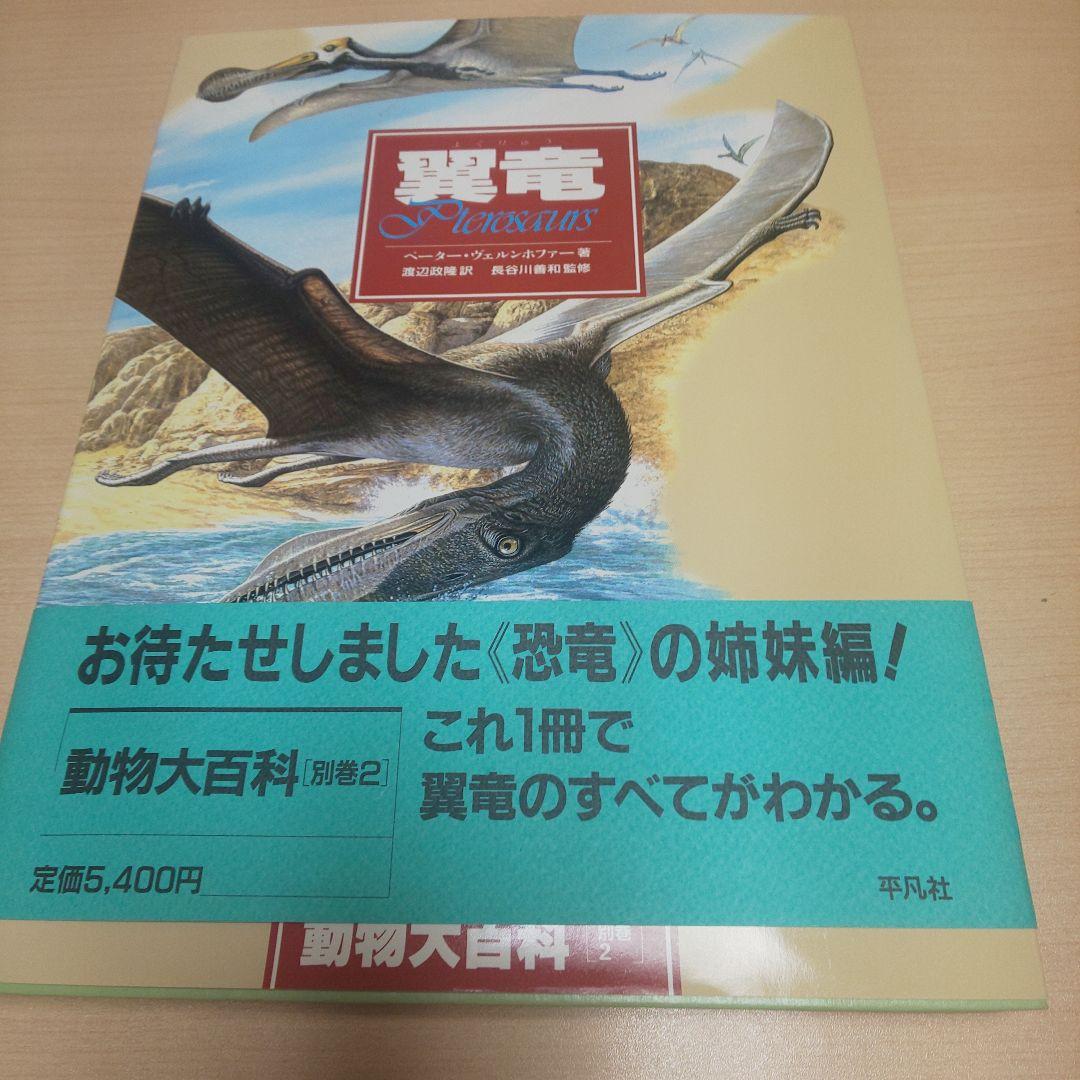 よくりゅう
翼竜
Pterosaurs
ペーター・ヴェルンホファー著
渡辺政隆訳 長谷川善和監修
お待たせしました《恐竜》の姉妹編!
これ1冊で
翼竜のすべてがわかる。
動物大百科[別巻2]
定価5,400円
平凡社
動物大百科[別巻2]